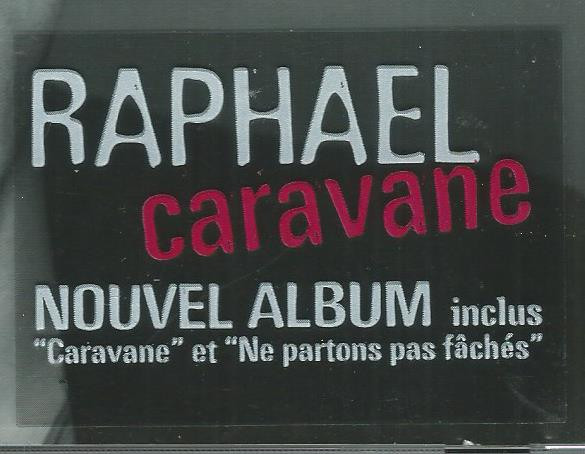 RAPHAEL
caravane
NOUVEL ALBUM inclus
"Caravane" et "Ne partons pas fâchés"